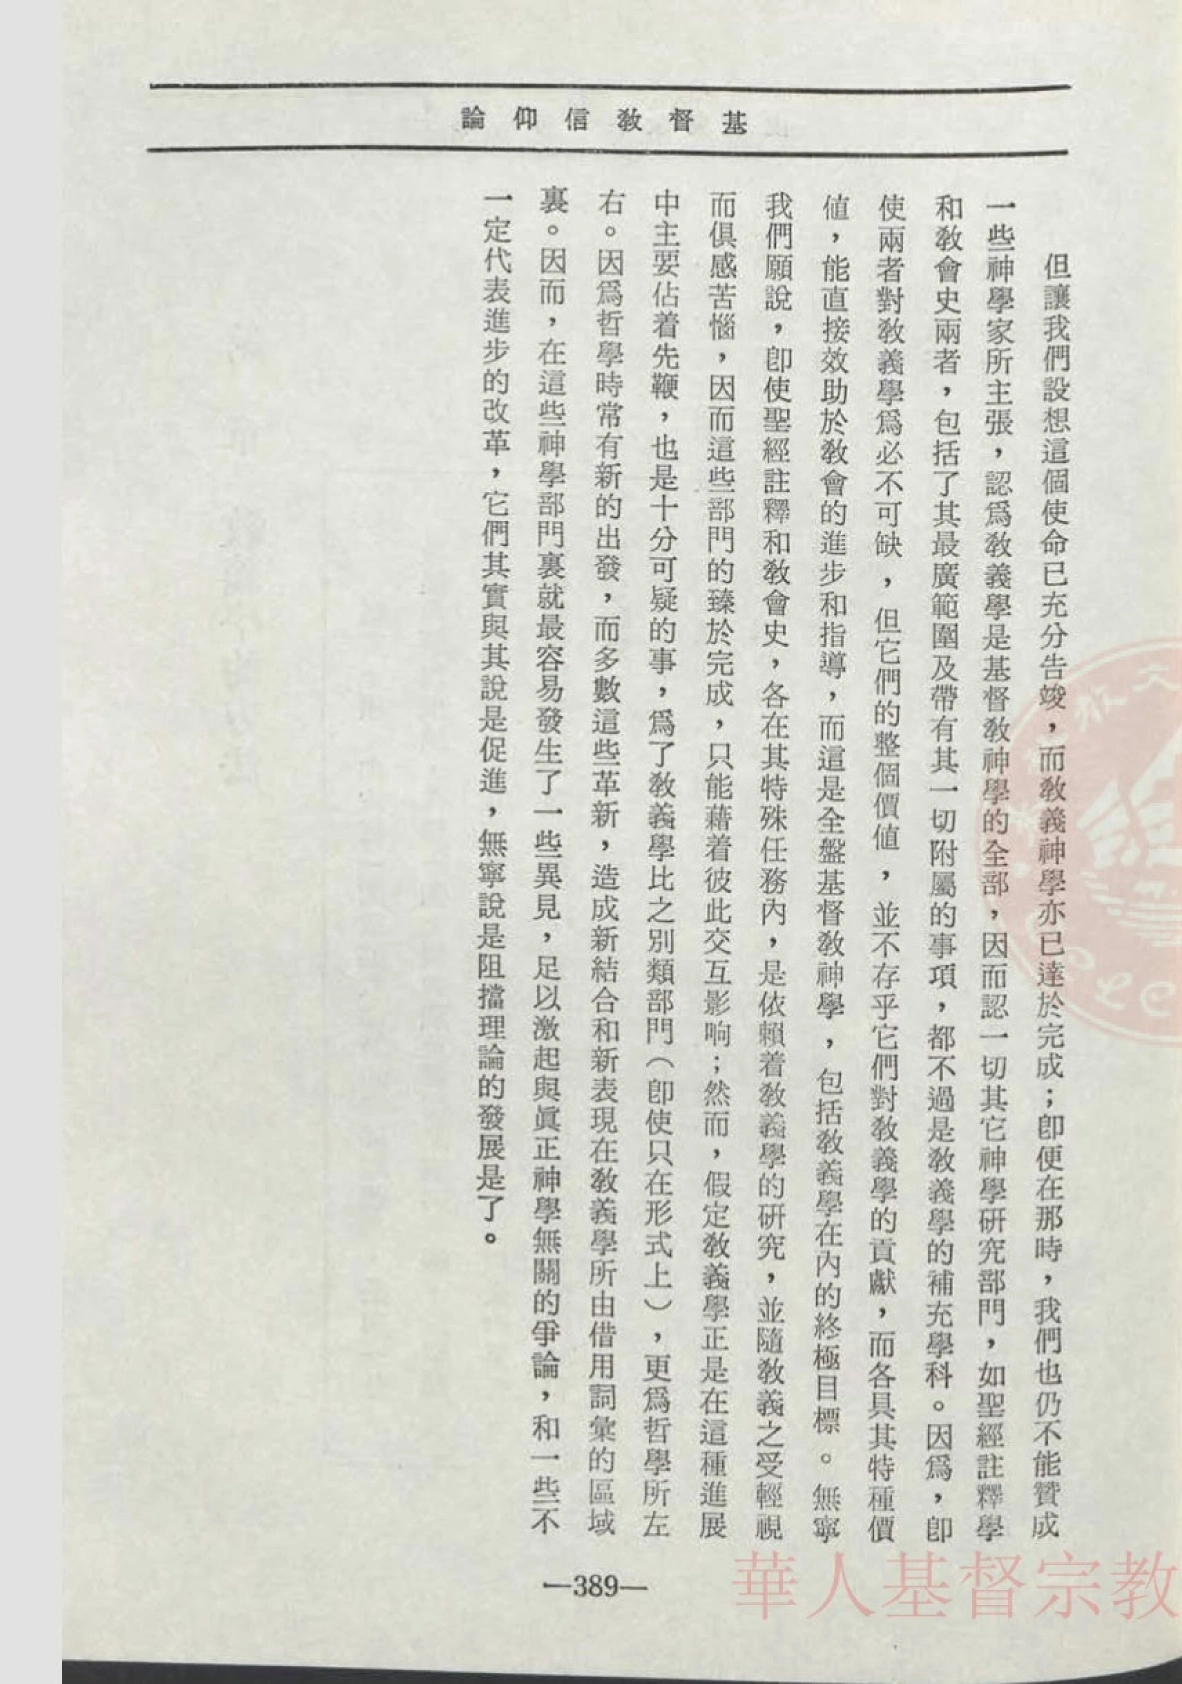 基督教信仰論
但讓我們設想這個使命已充分告竣，而教義神學亦已達於完成；卽便在那時，我們也仍不能贊成
一些神學家所主張，認爲教義學是基督教神學的全部，因而認一切其它神學研究部門，如聖經註釋學
和教會史兩者，包括了其最廣範圍及帶有其一切附屬的事項，都不過是教義學的補充學科。因爲，卽
使兩者對教義學爲必不可缺，但它們的整個價値，並不存乎它們對教義學的貢獻，而各具其特種價
値，能直接效助於教會的進步和指導，而這是全盤基督教神學，包括教義學在內的終極目標。無寧
我們願說，卽使聖經註釋和教會史，各在其特殊任務內，是依賴着教義學的研究，並隨教義之受輕視
而俱感苦惱，因而這些部門的臻於完成，只能藉着彼此交互影响；然而，假定教義學正是在這種進展
中主要佔着先鞭，也是十分可疑的事，爲了教義學比之別類部門（卽使只在形式上），更爲哲學所左
右。因爲哲學時常有新的出發，而多數這些革新，造成新結合和新表現在教義學所由借用詞彙的區域
裏。因而，在這些神學部門裏就最容易發生了一些異見，足以激起與眞正神學無關的爭論，和一些不
一定代表進步的改革，它們其實與其說是促進，無寧說是阻擋理論的發展是了。
—389—
華人基督宗教